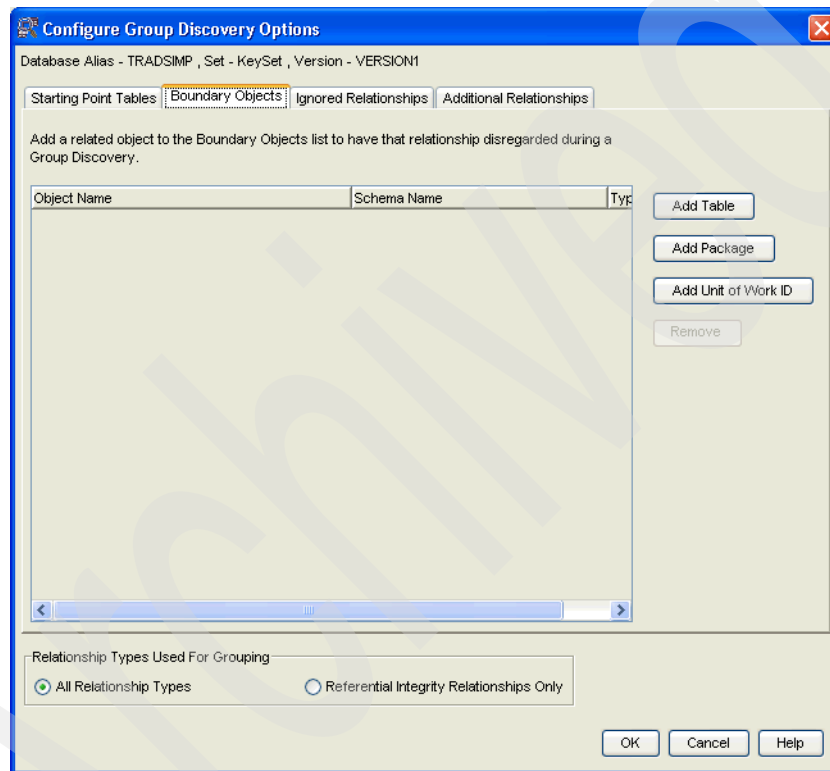 Configure Group Discovery Options
Database Alias - TRADSIMP , Set - KeySet , Version - VERSION1
Starting Point Tables Boundary Objects Ignored Relationships Additional Relationships
Add a related object to the Boundary Objects list to have that relationship disregarded during a
Group Discovery.
Object Name Schema Name Typ
Add Table
Add Package
Add Unit of Work ID
Remove
Relationship Types Used For Grouping
All Relationship Types Referential Integrity Relationships Only
OK Cancel Help